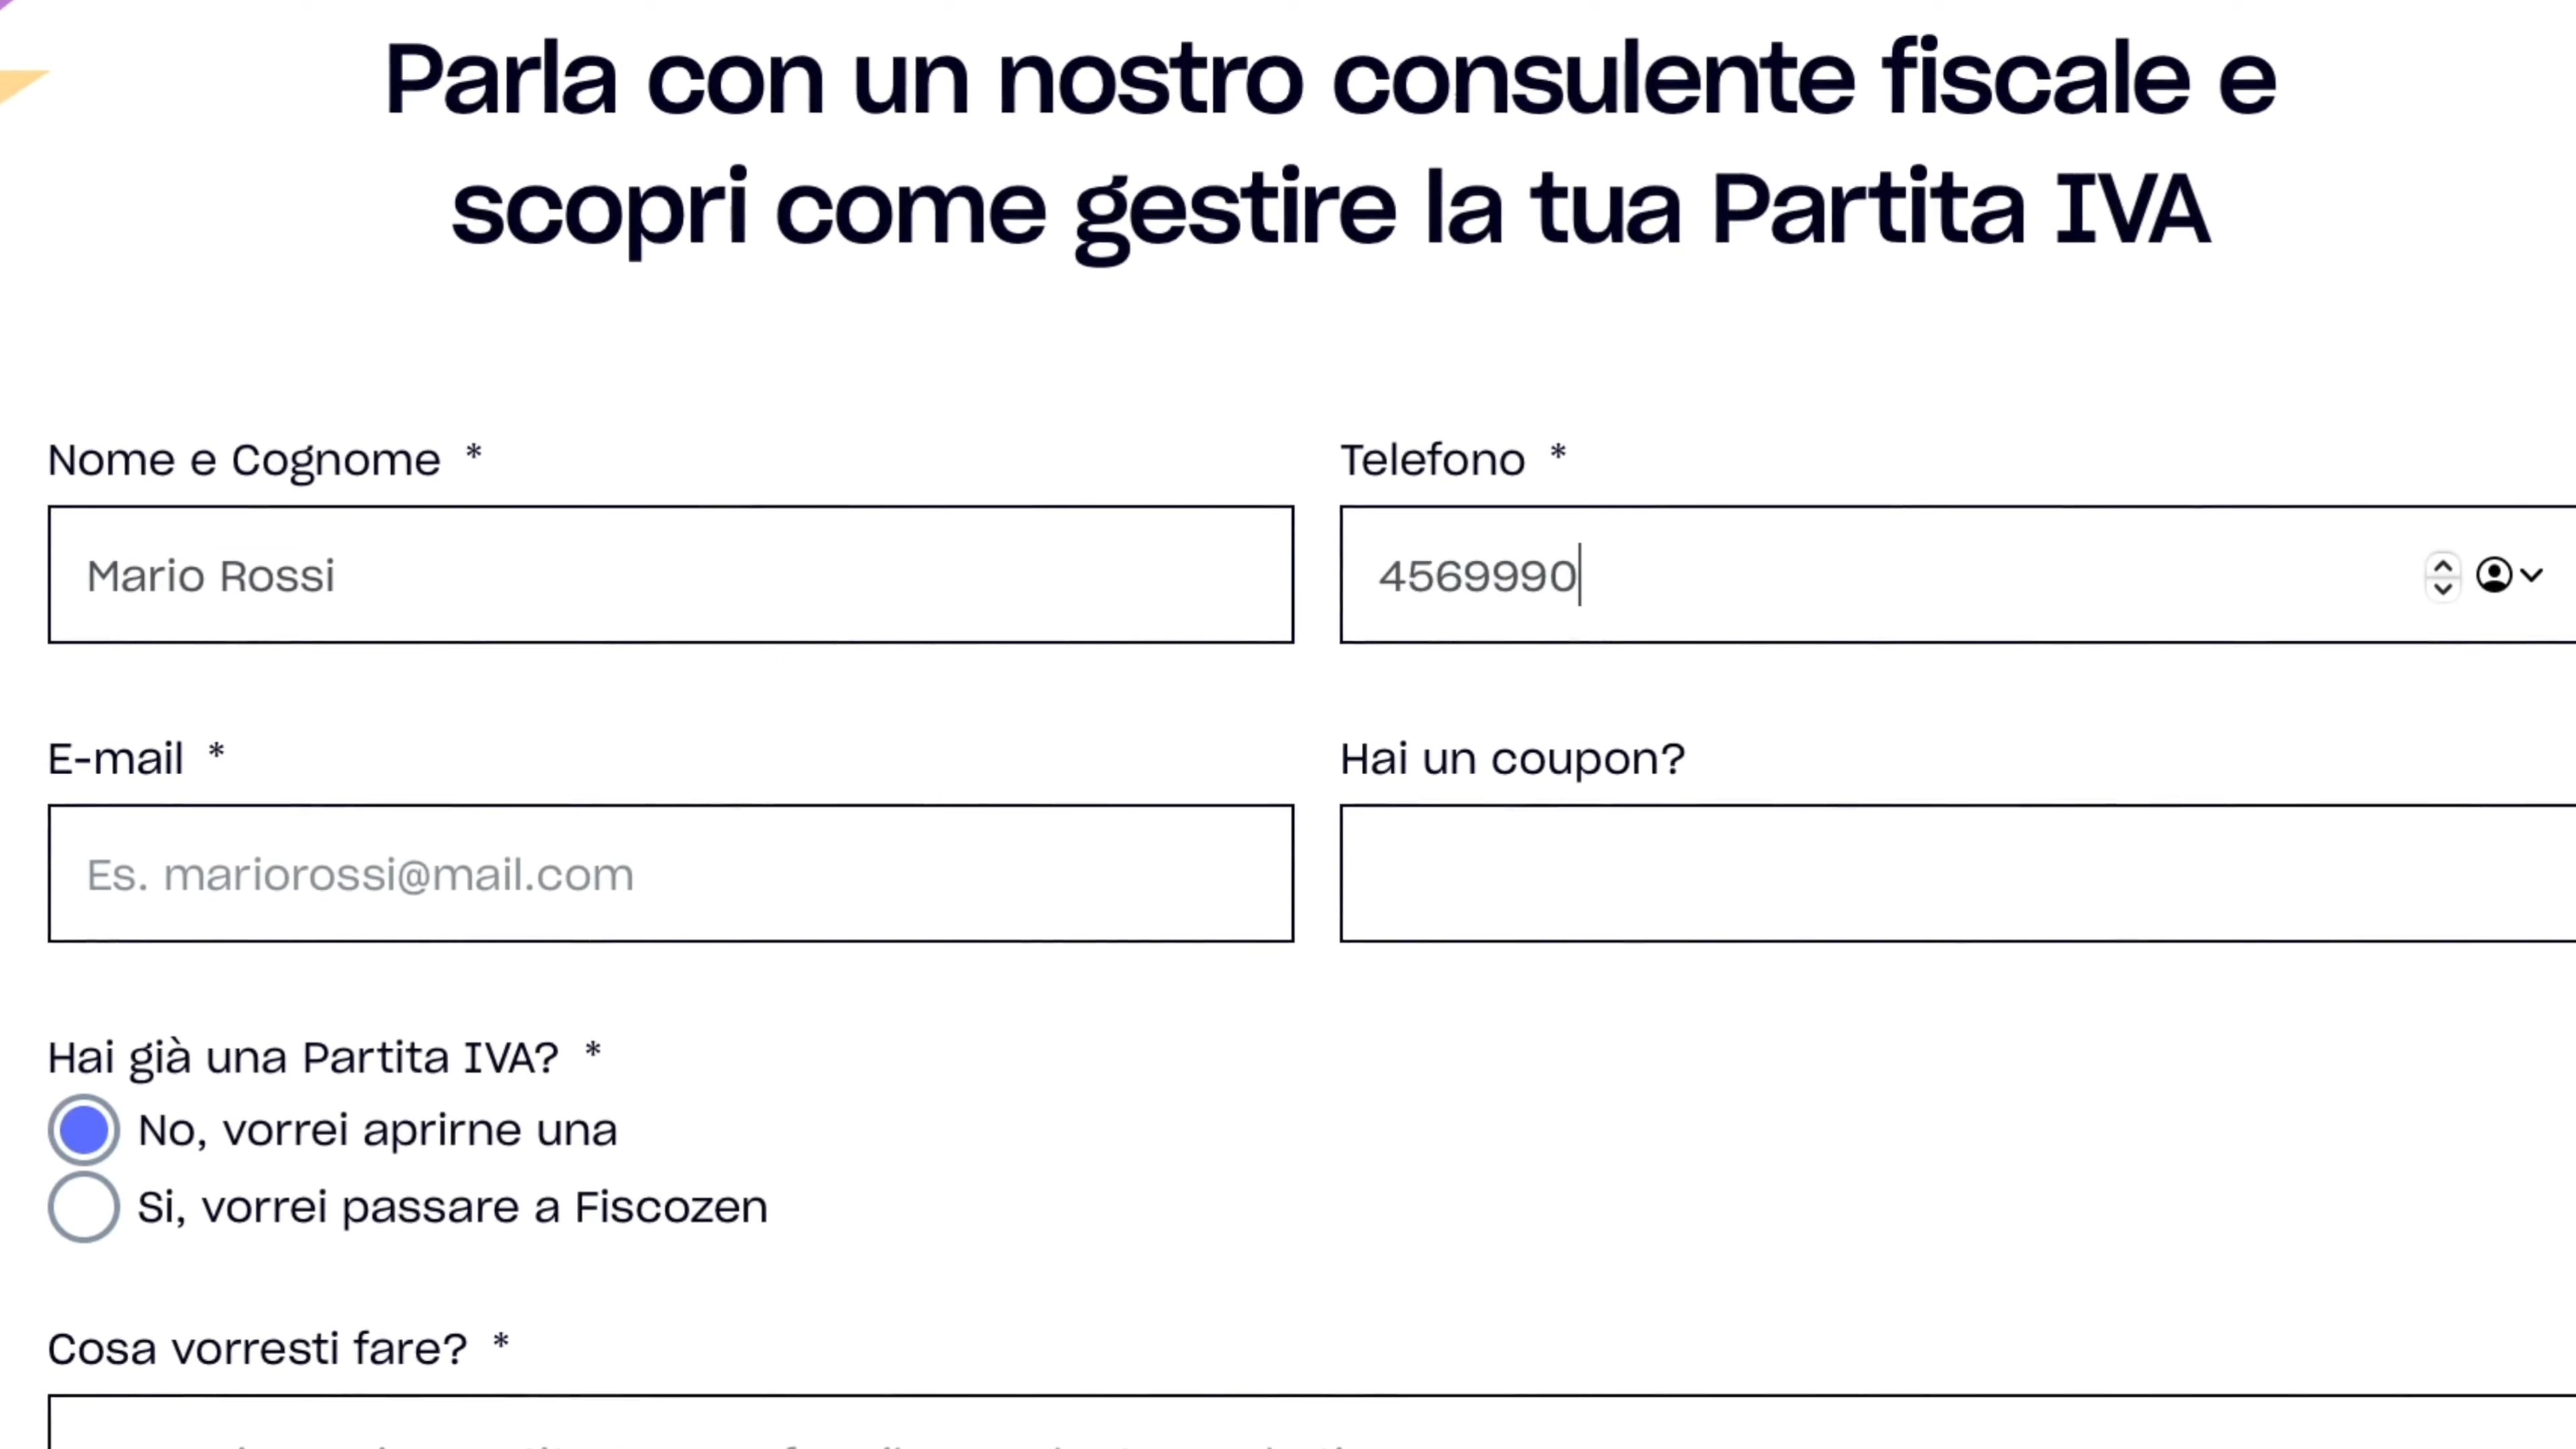 Parla con un nostro consulente fiscale e
scopri come gestire la tua Partita IVA
Nome e Cognome *
Telefono *
Mario Rossi
4569990
E-mail *
Hai un coupon?
Es. mariorossi@mail.com
Hai già una Partita IVA? *
No, vorrei aprirne una
Si, vorrei passare a Fiscozen
Cosa vorresti fare? *